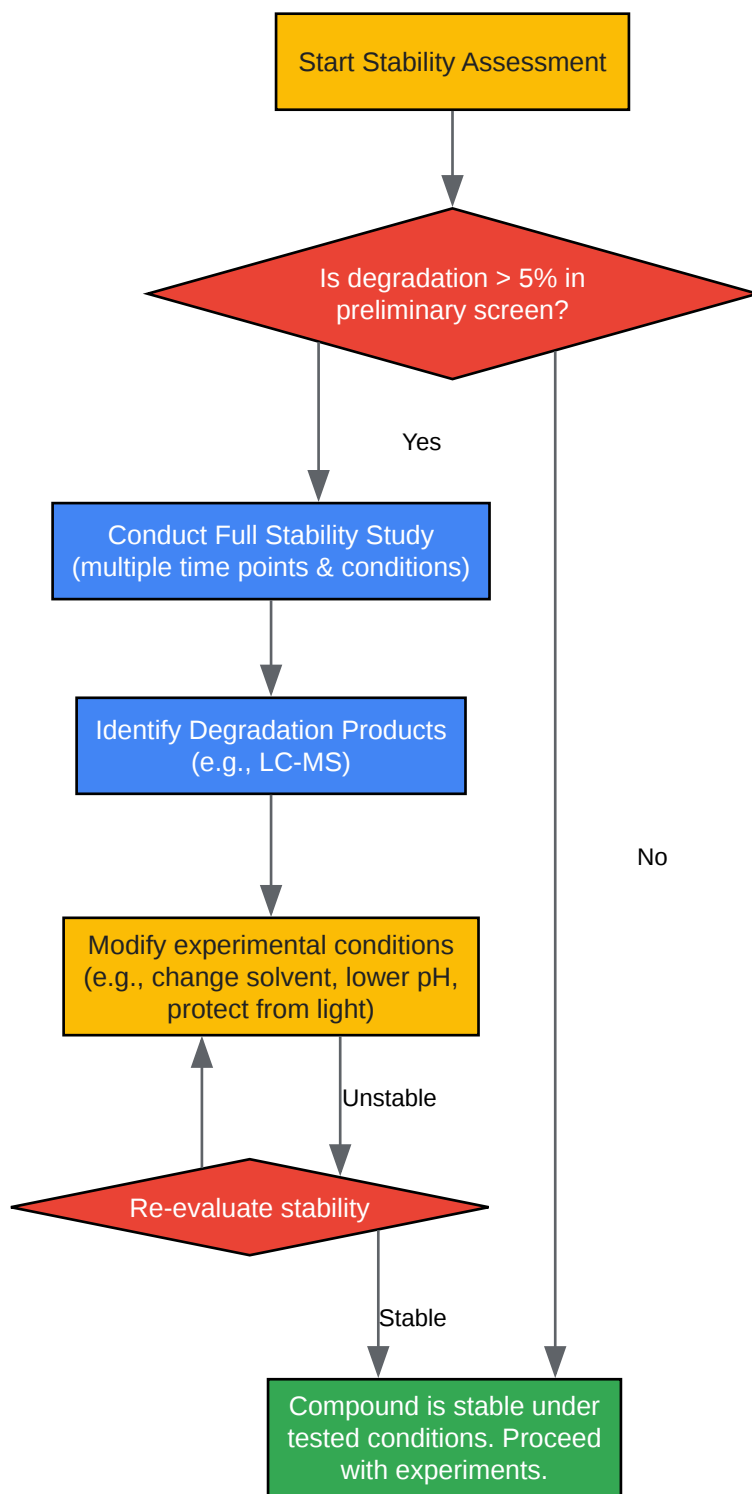 Start Stability Assessment
Is degradation > 5% in
preliminary screen?
Yes
Conduct Full Stability Study
(multiple time points & conditions)
Identify Degradation Products
(e.g., LC-MS)
No
Modify experimental conditions
(e.g., change solvent, lower pH,
protect from light)
Unstable
Re-evaluate stability
Stable
Compound is stable under
tested conditions. Proceed
with experiments.